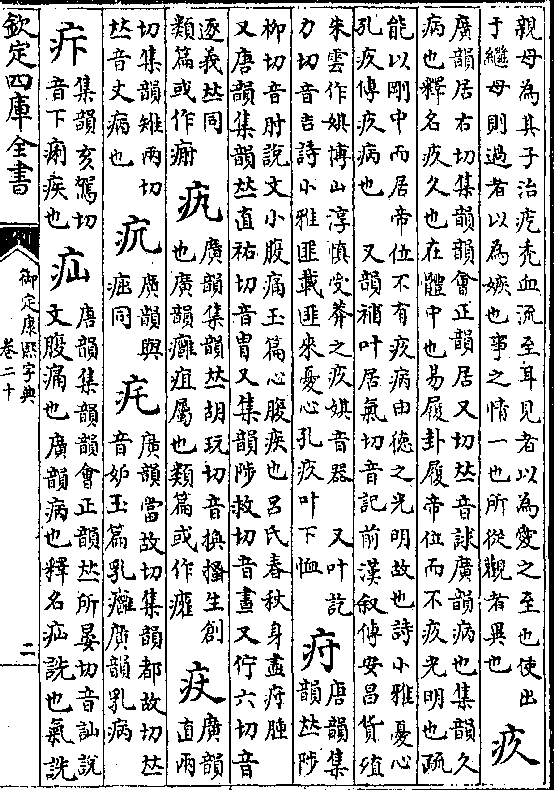 親母為其子治疙禿血流至耳見者以為愛之至也使出
于繼母則過者以為嫉也事之情一也所從觀者異也
疚
廣韻居右切集韻韻會正韻居又切𠀤音訧廣韻病也集韻久
病也釋名疚久也在體中也易履卦履帝位而不疚光明也疏
能以剛中而居帝位不有疚病由德之光明故也詩小雅憂心
孔疚傳疚病也 又韻補叶居氣切音記前漢叙傳安昌貨殖
朱雲作娸博山淳慎受莽之疚娸音器 又叶訖
力切音吉詩小雅匪載匪來憂心孔疚叶下恤
疛
唐韻集
韻𠀤陟
柳切音肘說文小腹痛玉篇心腹疾也吕氏春秋身盡疛腫
又唐韻集韻𠀤直祐切音冑又集韻陟救切音晝又佇六切音
逐義𠀤同
類篇或作
廣韻集韻𠀤胡玩切音換搔生創
也廣韻癰疽屬也類篇或作
廣韻
直兩
切集韻雉兩切
𠀤音丈病也
廣韻與
同
廣韻當故切集韻都故切𠀤
音妒玉篇乳癰廣韻乳病
疜
集韻亥駕切
音下痢疾也
疝
唐韻集韻韻會正韻𠀤所晏切音訕說
文腹痛也廣韻病也釋名疝詵也氣詵
欽定四庫全書
御定康熙字典
卷二十
二